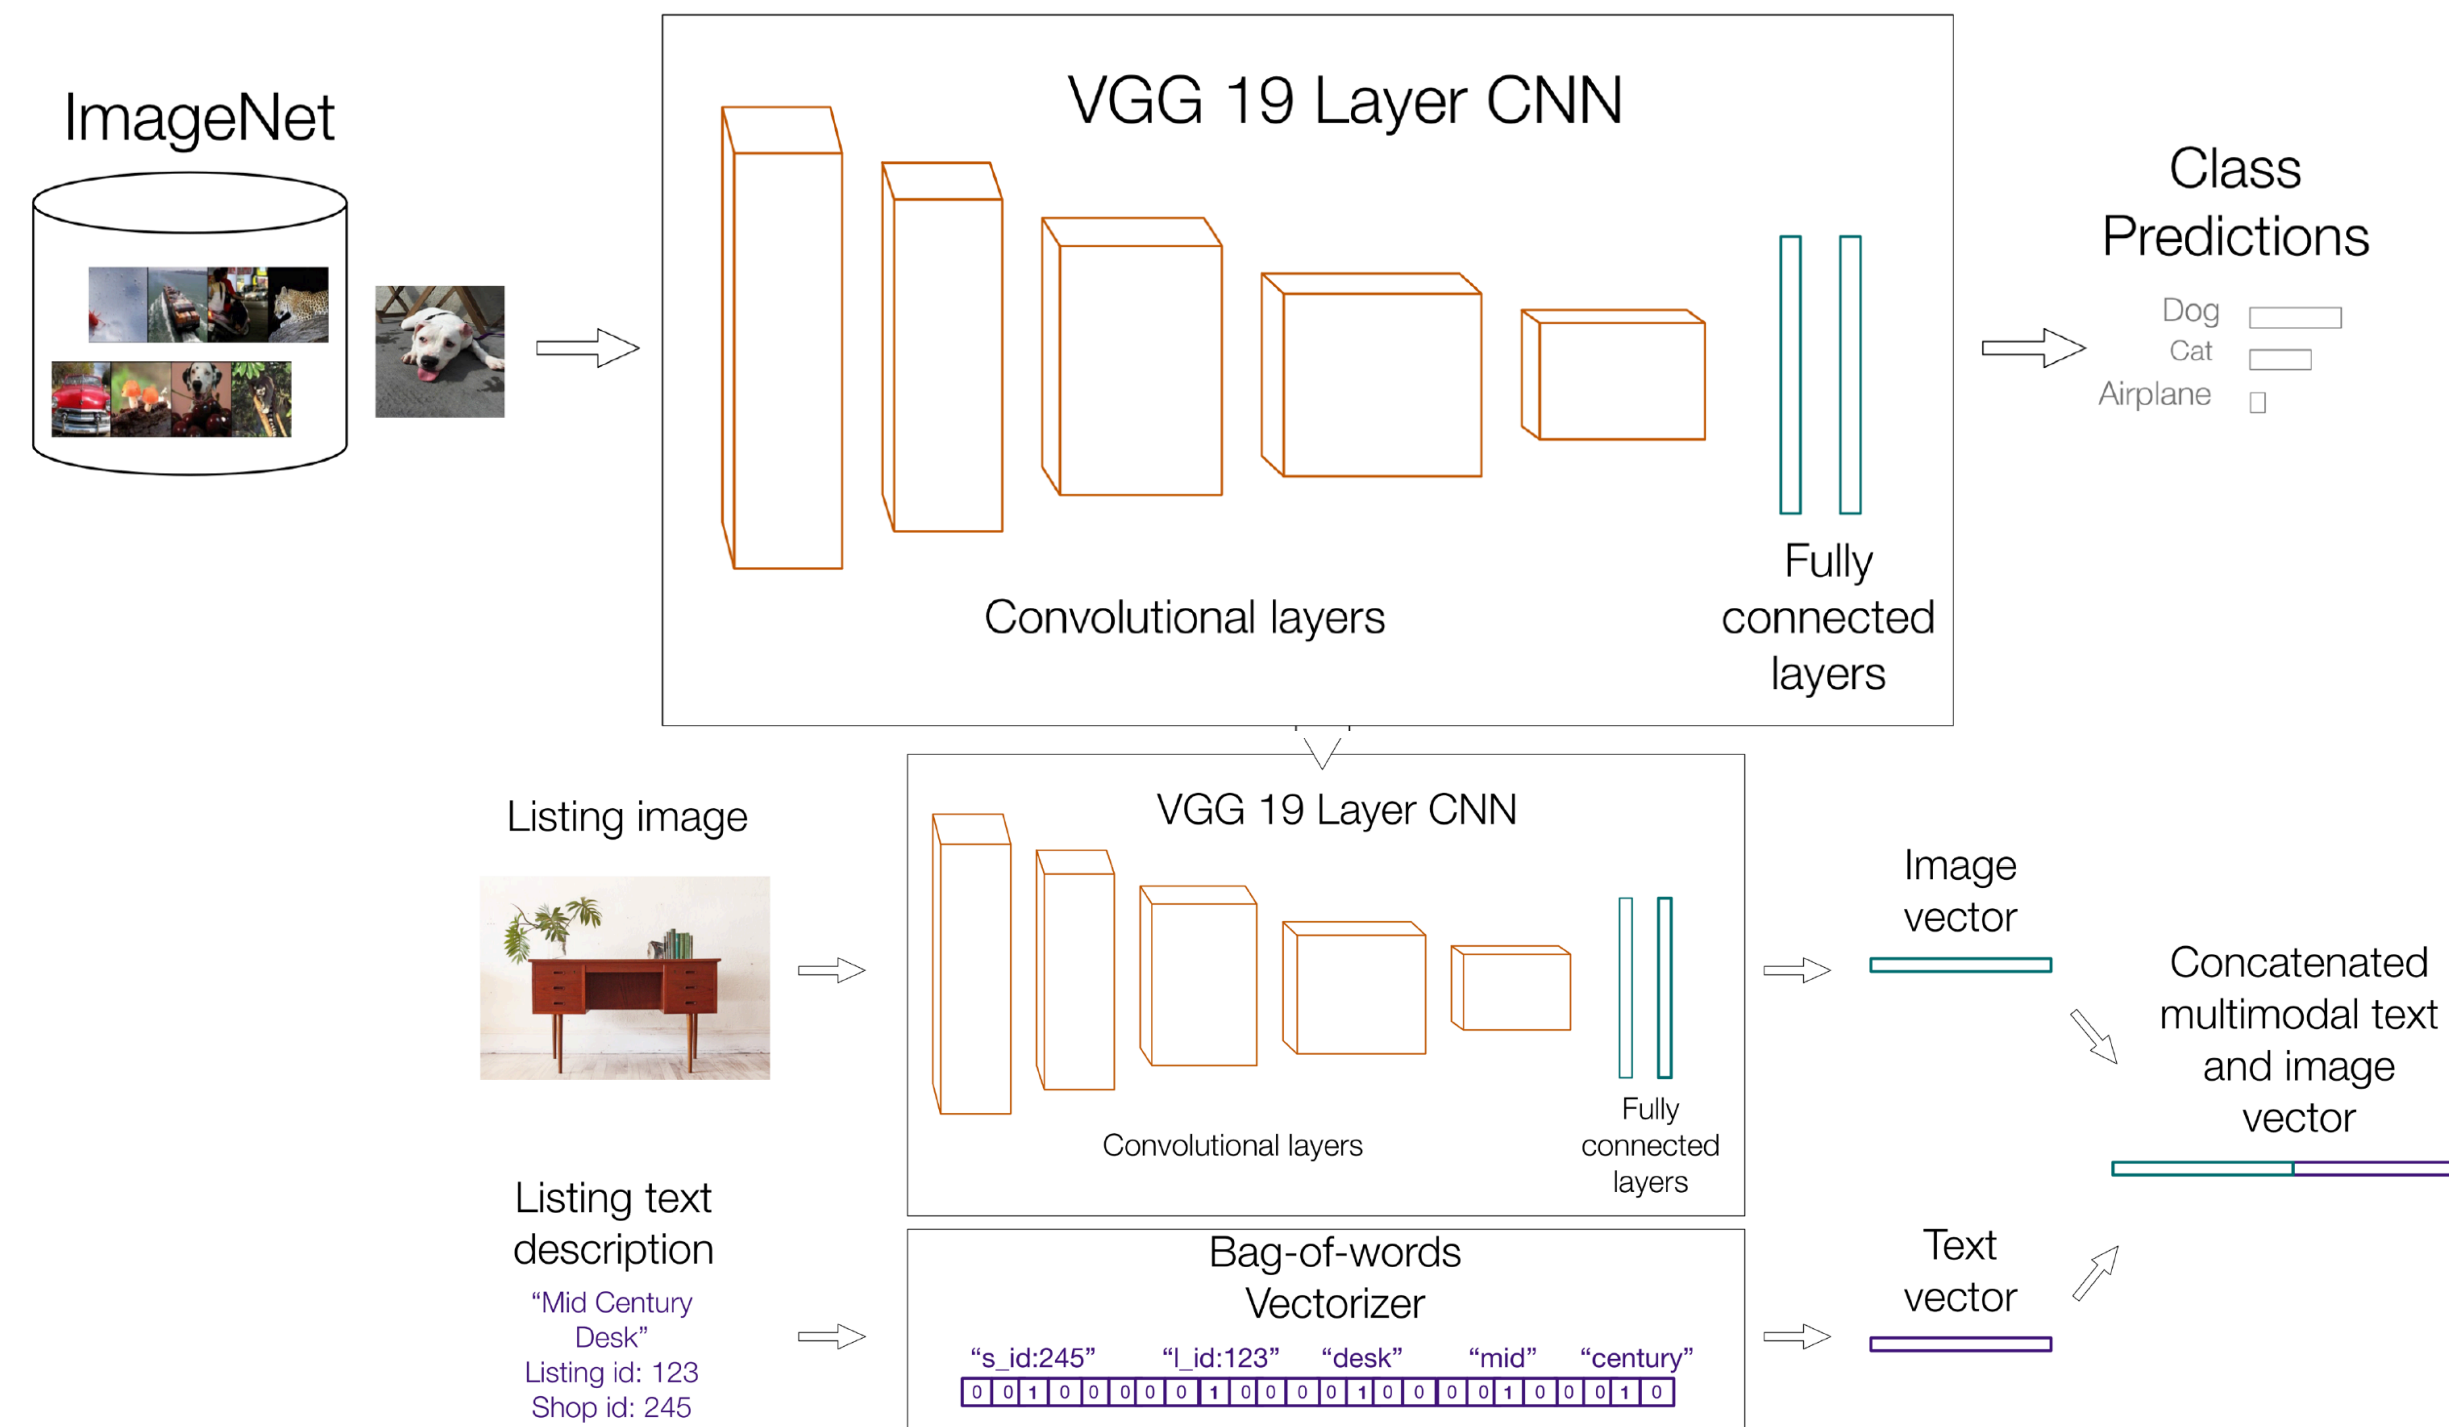 ImageNet
VGG 19 Layer CNN
Convolutional layers
Fully
connected
layers
Class
Predictions
Dog
Cat
Airplane
Listing image
VGG 19 Layer CNN
Convolutional layers
Fully
connected
layers
Image
vector
Concatenated
multimodal text
and image
vector
Listing text
description
“Mid Century
Desk”
Listing id: 123
Shop id: 245
Bag-of-words
Vectorizer
“s_id:245” “l_id:123” “desk” “mid” “century”
0 0 1 0 0 0 0 0 1 0 0 0 0 1 0 0 0 0 1 0 0 0 1 0
Text
vector